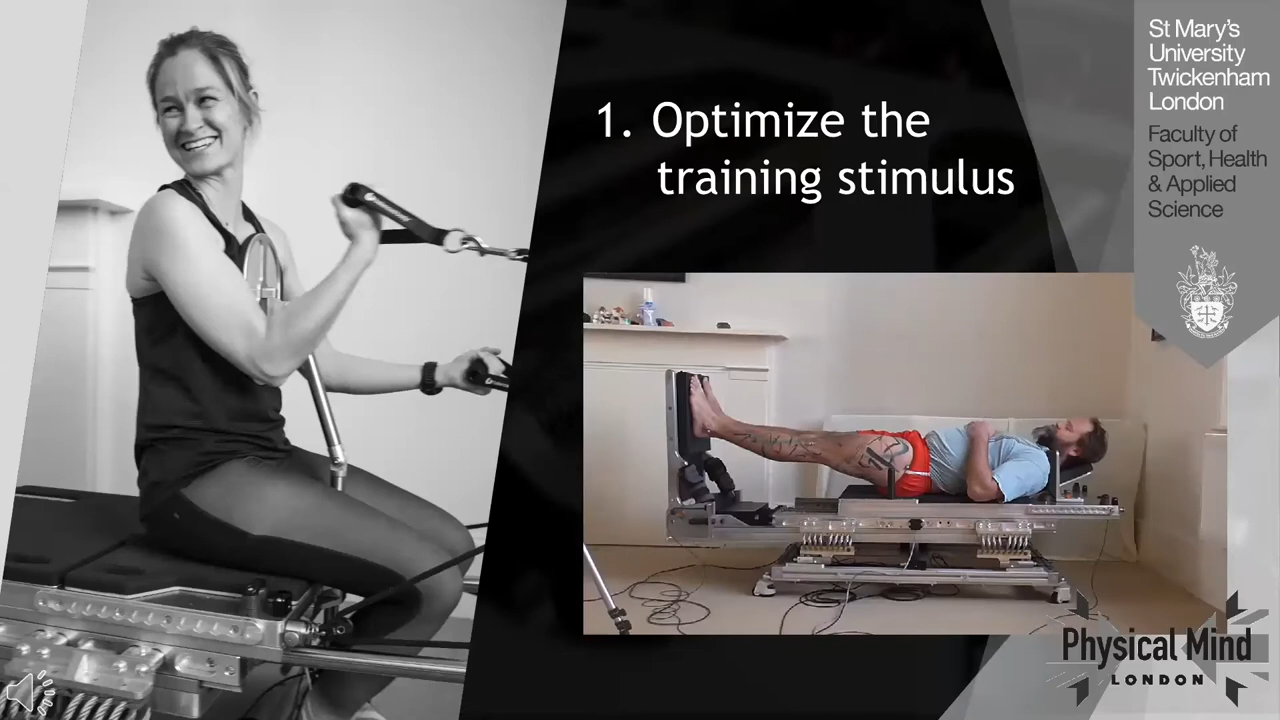 1. Optimize the
training stimulus
St Mary's
University
Twickenham
London
Faculty of
Sport, Health
& Applied
Science
Physical Mind
LONDON